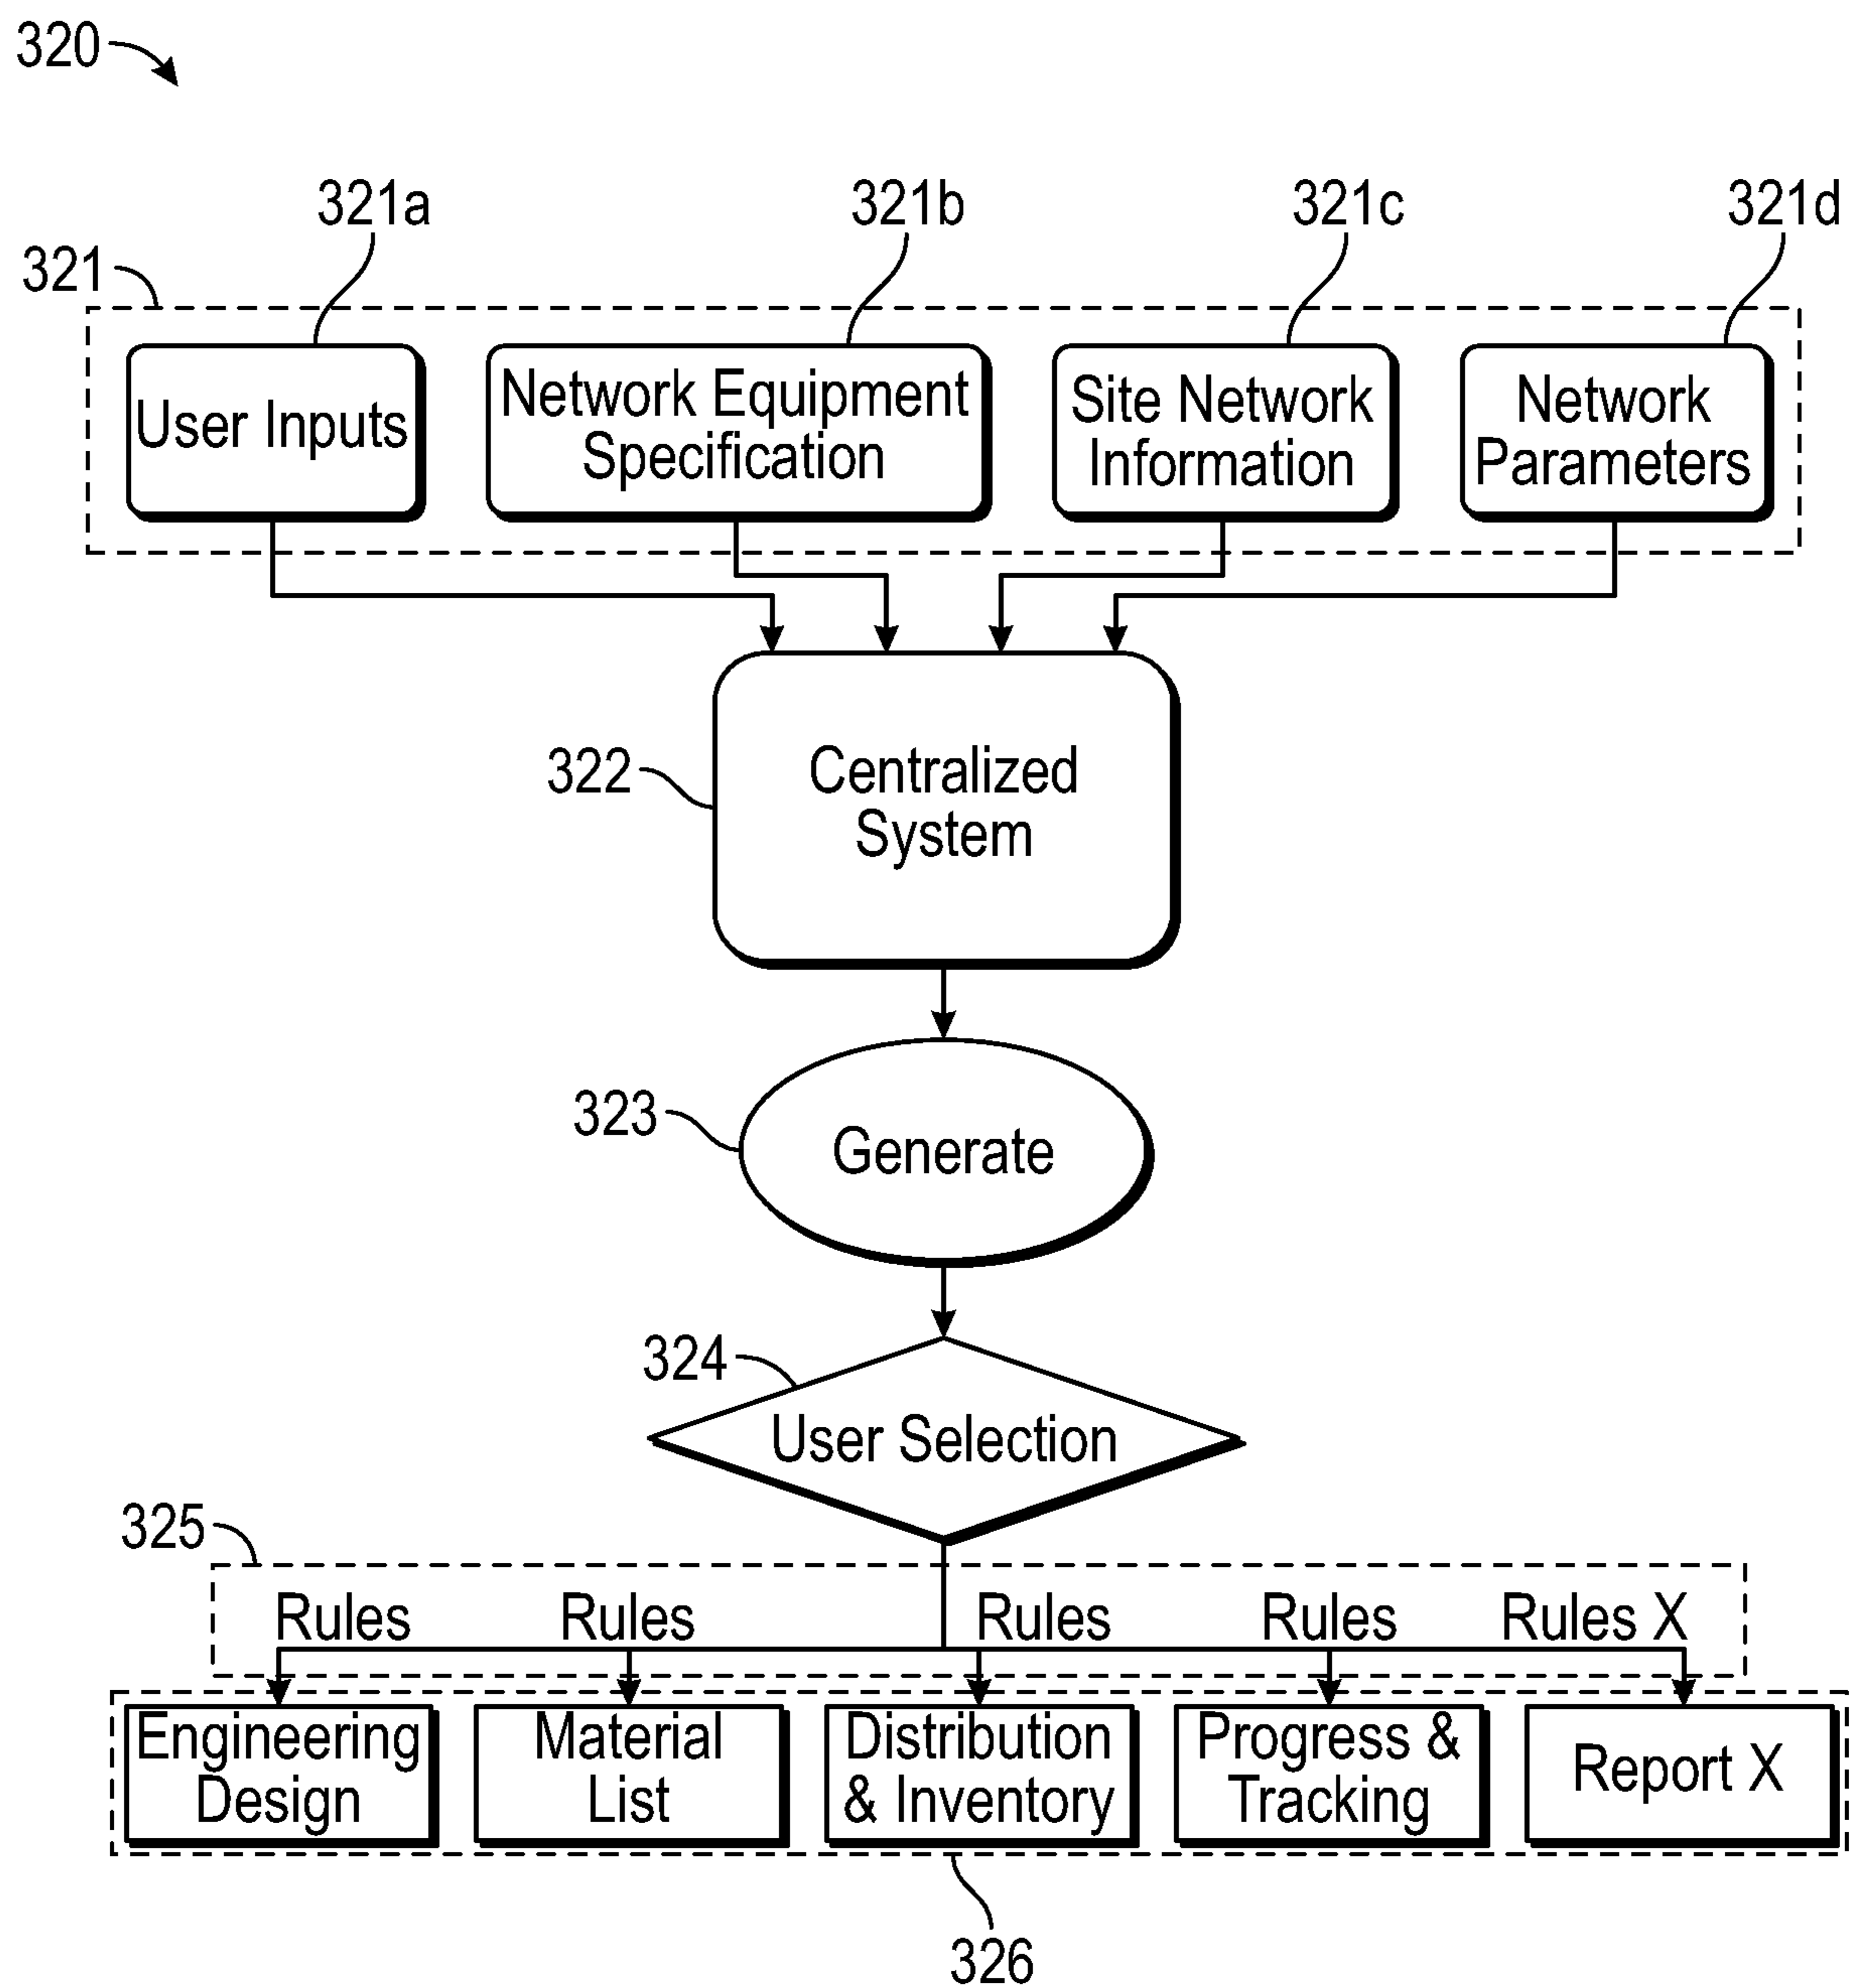 320
321a
321b
321c
321d
321
User Inputs
Network Equipment
Specification
Site Network
Information
Network
Parameters
322
Centralized
System
323
Generate
324
User Selection
325
Rules
Rules
Rules
Rules
Rules X
Engineering
Design
Material
List
Distribution
& Inventory
Progress &
Tracking
Report X
326